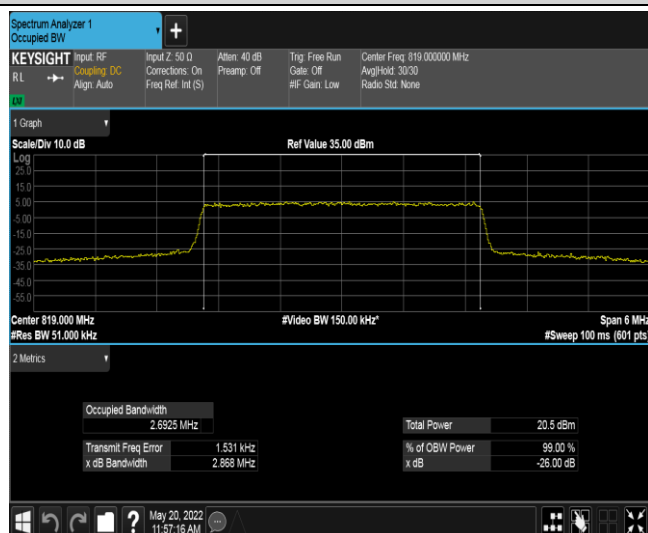 Spectrum Analyzer 1
Occupied BW
KEYSIGHT
RL
LXI
Input: RF
Coupling: DC
Align: Auto
Input Z: 50 Ω
Corrections: On
Freq Ref: Int (S)
Atten: 40 dB
Preamp: Off
Trig: Free Run
Gate: Off
#IF Gain: Low
Center Freq: 819.000000 MHz
Avg|Hold: 30/30
Radio Std: None
1 Graph
Scale/Div 10.0 dB
Ref Value 35.00 dBm
Log
25.0
15.0
5.00
-5.00
-15.0
-25.0
-35.0
-45.0
-55.0
Center 819.000 MHz
#Video BW 150.00 kHz*
Span 6 MHz
#Res BW 51.000 kHz
#Sweep 100 ms (601 pts)
2 Metrics
Occupied Bandwidth
2.6925 MHz
Total Power 20.5 dBm
Transmit Freq Error 1.531 kHz
% of OBW Power 99.00 %
x dB Bandwidth 2.868 MHz
x dB -26.00 dB
?
May 20, 2022
11:57:16 AM